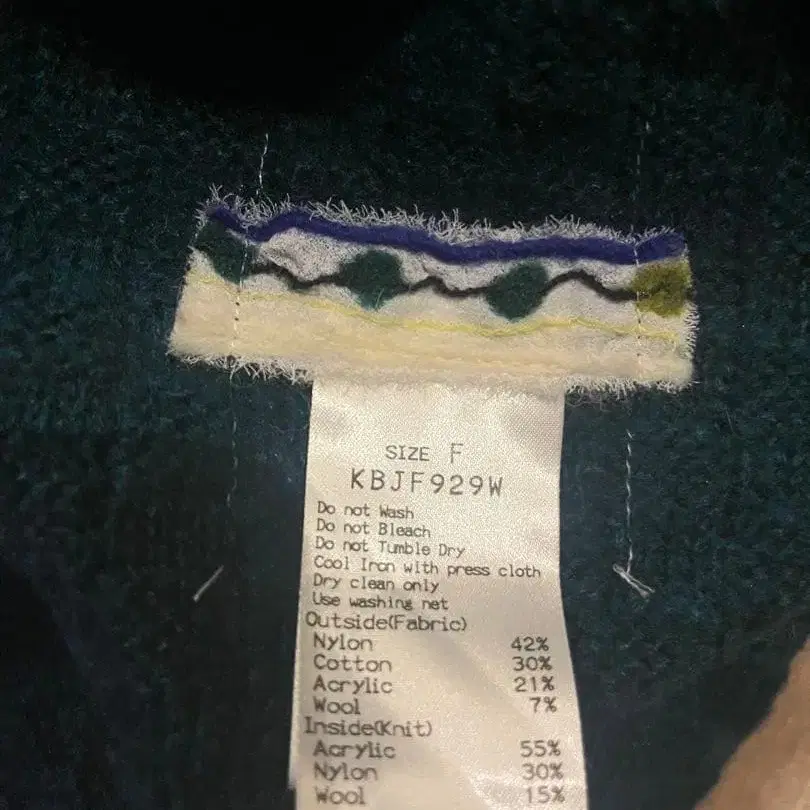 SIZE F
KBJF929W
Do not Wash
Do not Bleach
Do not Tumble Dry
Cool Iron with press cloth
Dry clean only
Use washing net
Outside(Fabric)
Nylon 42%
Cotton 30%
Acrylic 21%
Wool 7%
Inside(Knit)
Acrylic 55%
Nylon 30%
Wool 15%